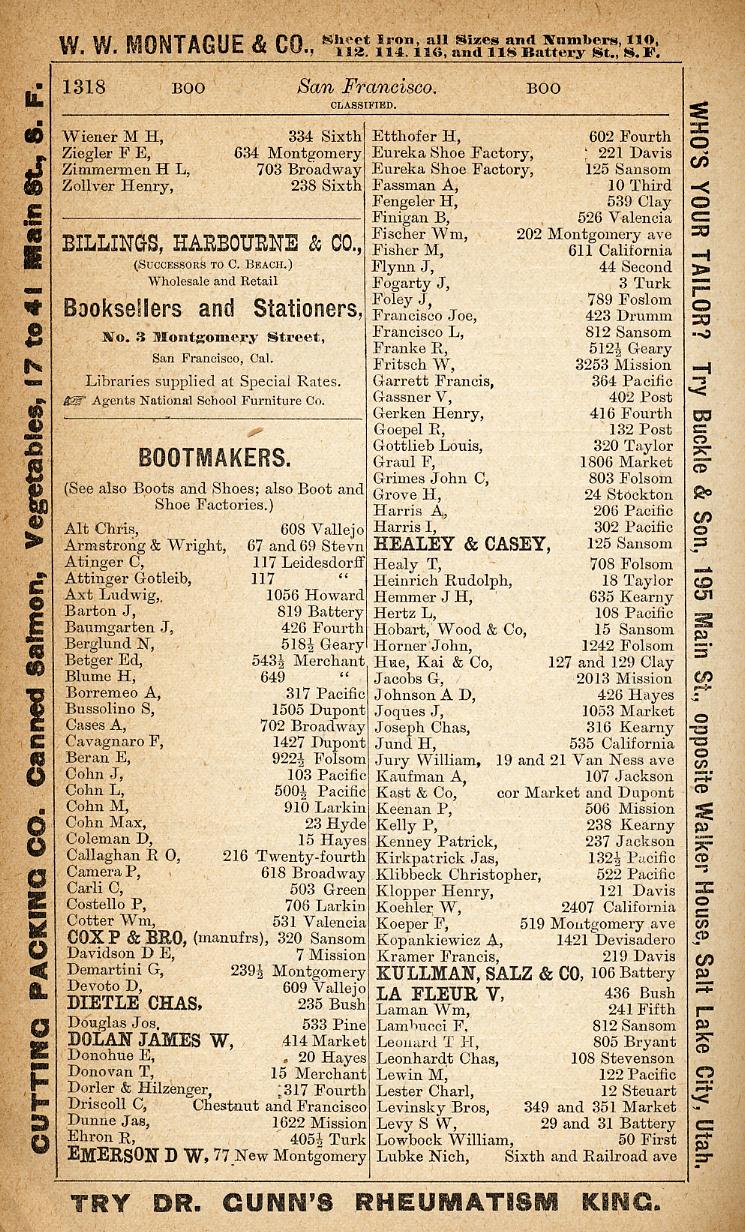 W. W. MONTAGUE & CO., Sheet Iron, all Sizes and Numbers, 110,
112. 114. 116, and 118 Battery St., S. F.
1318 BOO San Francisco. BOO
CLASSIFIED.
Wiener M H, 334 Sixth
Ziegler F E, 634 Montgomery
Zimmermen H L, 703 Broadway
Zollver Henry, 238 Sixth
BILLINGS, HARBOURNE & CO.,
(SUCCESSORS TO C. BEACH.)
Wholesale and Retail
Booksellers and Stationers,
No. 3 Montgomery Street,
San Francisco, Cal.
Libraries supplied at Special Rates.
☞ Agents National School Furniture Co.
BOOTMAKERS.
(See also Boots and Shoes; also Boot and
Shoe Factories.)
Alt Chris, 608 Vallejo
Armstrong & Wright, 67 and 69 Stevn
Atinger C, 117 Leidesdorff
Attinger Gotleib, 117 “
Axt Ludwig, 1056 Howard
Barton J, 819 Battery
Baumgarten J, 426 Fourth
Berglund N, 518½ Geary
Betger Ed, 543½ Merchant
Blume H, 649 “
Borremeo A, 317 Pacific
Bussolino S, 1505 Dupont
Cases A, 702 Broadway
Cavagnaro F, 1427 Dupont
Beran E, 922½ Folsom
Cohn J, 103 Pacific
Cohn L, 500½ Pacific
Cohn M, 910 Larkin
Cohn Max, 23 Hyde
Coleman D, 15 Hayes
Callaghan R O, 216 Twenty-fourth
Camera P, 618 Broadway
Carli C, 503 Green
Costello P, 706 Larkin
Cotter Wm, 531 Valencia
COX P & BRO, (manufrs), 320 Sansom
Davidson D E, 7 Mission
Demartini G, 239½ Montgomery
Devoto D, 609 Vallejo
DIETLE CHAS, 235 Bush
Douglas Jos, 533 Pine
DOLAN JAMES W, 414 Market
Donohue E, 20 Hayes
Donovan T, 15 Merchant
Dorler & Hilzenger, 317 Fourth
Driscoll C, Chestnut and Francisco
Dunne Jas, 1622 Mission
Ehron R, 405½ Turk
EMERSON D W, 77 New Montgomery
Etthofer H, 602 Fourth
Eureka Shoe Factory, 221 Davis
Eureka Shoe Factory, 125 Sansom
Fassman A, 10 Third
Fengeler H, 539 Clay
Finigan B, 526 Valencia
Fischer Wm, 202 Montgomery ave
Fisher M, 611 California
Flynn J, 44 Second
Fogarty J, 3 Turk
Foley J, 789 Foslom
Francisco Joe, 423 Drumm
Francisco L, 812 Sansom
Franke R, 512½ Geary
Fritsch W, 3253 Mission
Garrett Francis, 364 Pacific
Gassner V, 402 Post
Gerken Henry, 416 Fourth
Goepel R, 132 Post
Gottlieb Louis, 320 Taylor
Graul F, 1806 Market
Grimes John C, 803 Folsom
Grove H, 24 Stockton
Harris A, 206 Pacific
Harris I, 302 Pacific
HEALEY & CASEY, 125 Sansom
Healy T, 708 Folsom
Heinrich Rudolph, 18 Taylor
Hemmer J H, 635 Kearny
Hertz L, 108 Pacific
Hobart, Wood & Co, 15 Sansom
Horner John, 1242 Folsom
Hue, Kai & Co, 127 and 129 Clay
Jacobs G, 2013 Mission
Johnson A D, 426 Hayes
Joques J, 1053 Market
Joseph Chas, 316 Kearny
Jund H, 535 California
Jury William, 19 and 21 Van Ness ave
Kaufman A, 107 Jackson
Kast & Co, cor Market and Dupont
Keenan P, 506 Mission
Kelly P, 238 Kearny
Kenney Patrick, 237 Jackson
Kirkpatrick Jas, 132½ Pacific
Klibbeck Christopher, 522 Pacific
Klopper Henry, 121 Davis
Koehler W, 2407 California
Koeper F, 519 Montgomery ave
Kopankiewicz A, 1421 Devisadero
Kramer Francis, 219 Davis
KULLMAN, SALZ & CO, 106 Battery
LA FLEUR V, 436 Bush
Laman Wm, 241 Fifth
Lambucci F, 812 Sansom
Leonard T H, 805 Bryant
Leonhardt Chas, 108 Stevenson
Lewin M, 122 Pacific
Lester Charl, 12 Steuart
Levinsky Bros, 349 and 351 Market
Levy S W, 29 and 31 Battery
Lowbock William, 50 First
Lubke Nich, Sixth and Railroad ave
CUTTING PACKING CO. Canned Salmon, Vegetables, 17 to 41 Main St., S. F.
WHO'S YOUR TAILOR? Try Buckle & Son, 195 Main St., opposite Walker House, Salt Lake City, Utah.
TRY DR. GUNN'S RHEUMATISM KING.